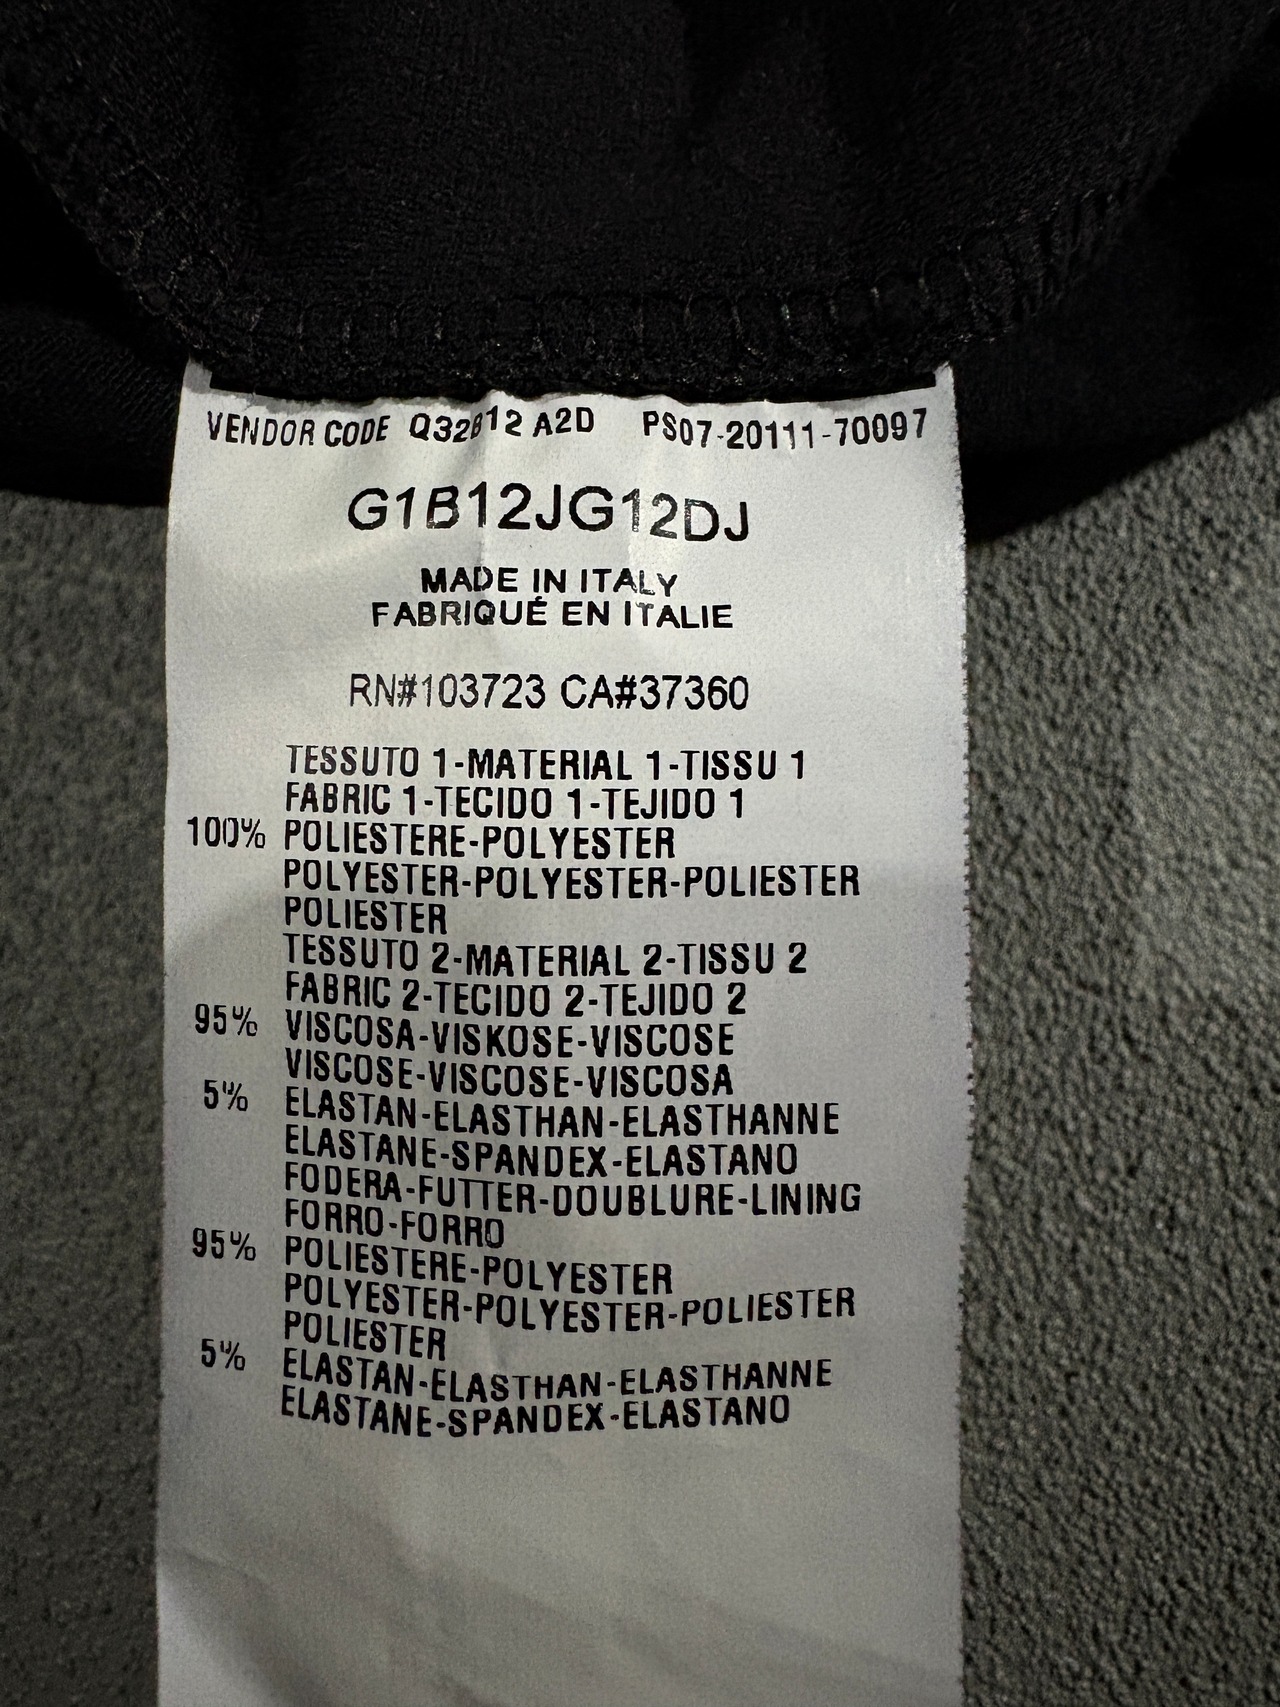 VENDOR CODE Q32B12 A2D PS07-20111-70097
G1B12JG12DJ
MADE IN ITALY
FABRIQUÉ EN ITALIE
RN#103723 CA#37360
TESSUTO 1-MATERIAL 1-TISSU 1
FABRIC 1-TECIDO 1-TEJIDO 1
100% POLIESTERE-POLYESTER
POLYESTER-POLYESTER-POLIESTER
POLIESTER
TESSUTO 2-MATERIAL 2-TISSU 2
FABRIC 2-TECIDO 2-TEJIDO 2
95% VISCOSA-VISKOSE-VISCOSE
VISCOSE-VISCOSE-VISCOSA
5% ELASTAN-ELASTHAN-ELASTHANNE
ELASTANE-SPANDEX-ELASTANO
FODERA-FUTTER-DOUBLURE-LINING
FORRO-FORRO
95% POLIESTERE-POLYESTER
POLYESTER-POLYESTER-POLIESTER
POLIESTER
5% ELASTAN-ELASTHAN-ELASTHANNE
ELASTANE-SPANDEX-ELASTANO